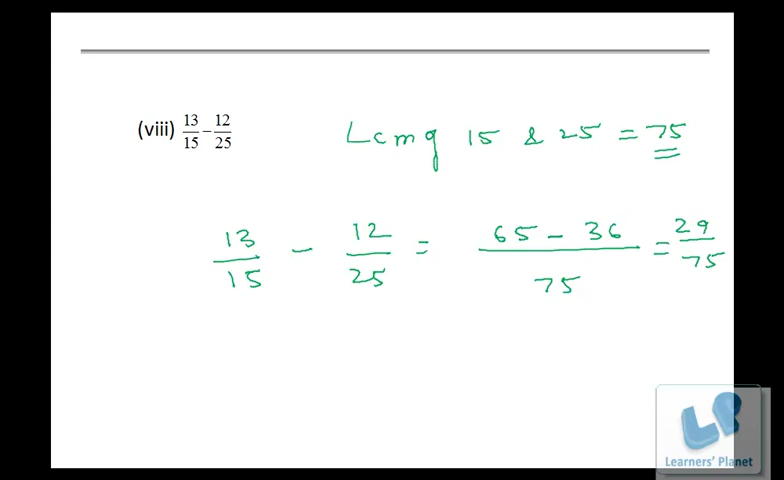 (viii) 13/15 − 12/25
Lcm of 15 & 25 = 75
13/15 − 12/25 = 65 − 36/75 = 29/75
LP
Learners' Planet